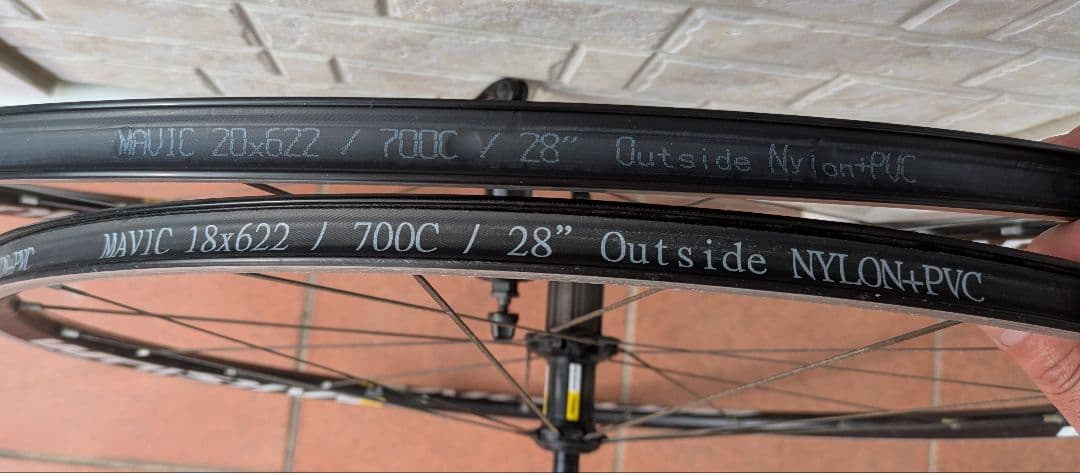 MAVIC 20x622 / 700C / 28” Outside Nylon+PVC
MAVIC 18x622 / 700C / 28” Outside NYLON+PVC